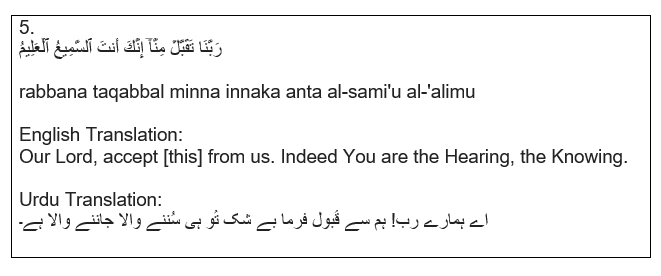 5.
رَبَّنَا تَقَبَّلْ مِنَّآ إِنَّكَ أَنتَ ٱلسَّمِيعُ ٱلْعَلِيمُ
rabbana taqabbal minna innaka anta al-sami'u al-'alimu
English Translation:
Our Lord, accept [this] from us. Indeed You are the Hearing, the Knowing.
Urdu Translation:
اے ہمارے رب! ہم سے قُبول فرما بے شک تُو ہی سُننے والا جاننے والا ہے۔